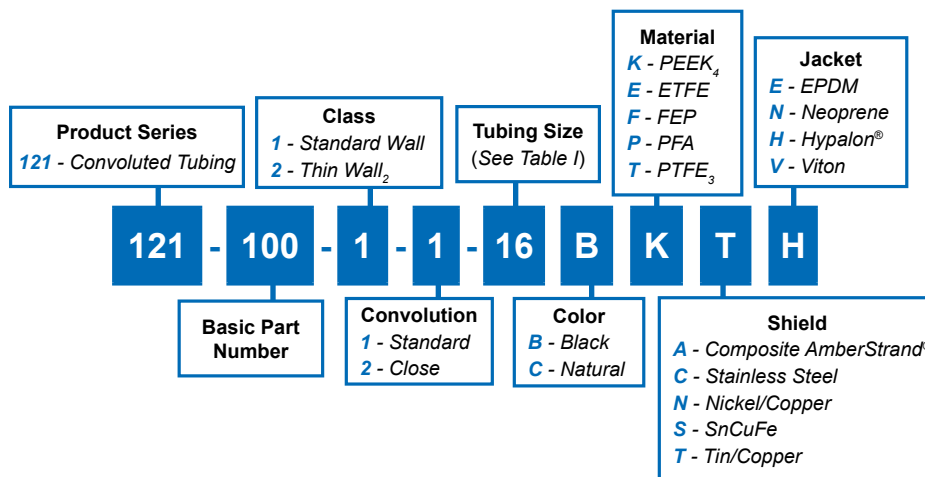 Product Series
121 - Convoluted Tubing
Class
1 - Standard Wall
2 - Thin Wall2
Tubing Size
(See Table I)
Material
K - PEEK4
E - ETFE
F - FEP
P - PFA
T - PTFE3
Jacket
E - EPDM
N - Neoprene
H - Hypalon®
V - Viton
121 - 100 - 1 - 1 - 16 B K T H
Basic Part
Number
Convolution
1 - Standard
2 - Close
Color
B - Black
C - Natural
Shield
A - Composite AmberStrand®
C - Stainless Steel
N - Nickel/Copper
S - SnCuFe
T - Tin/Copper